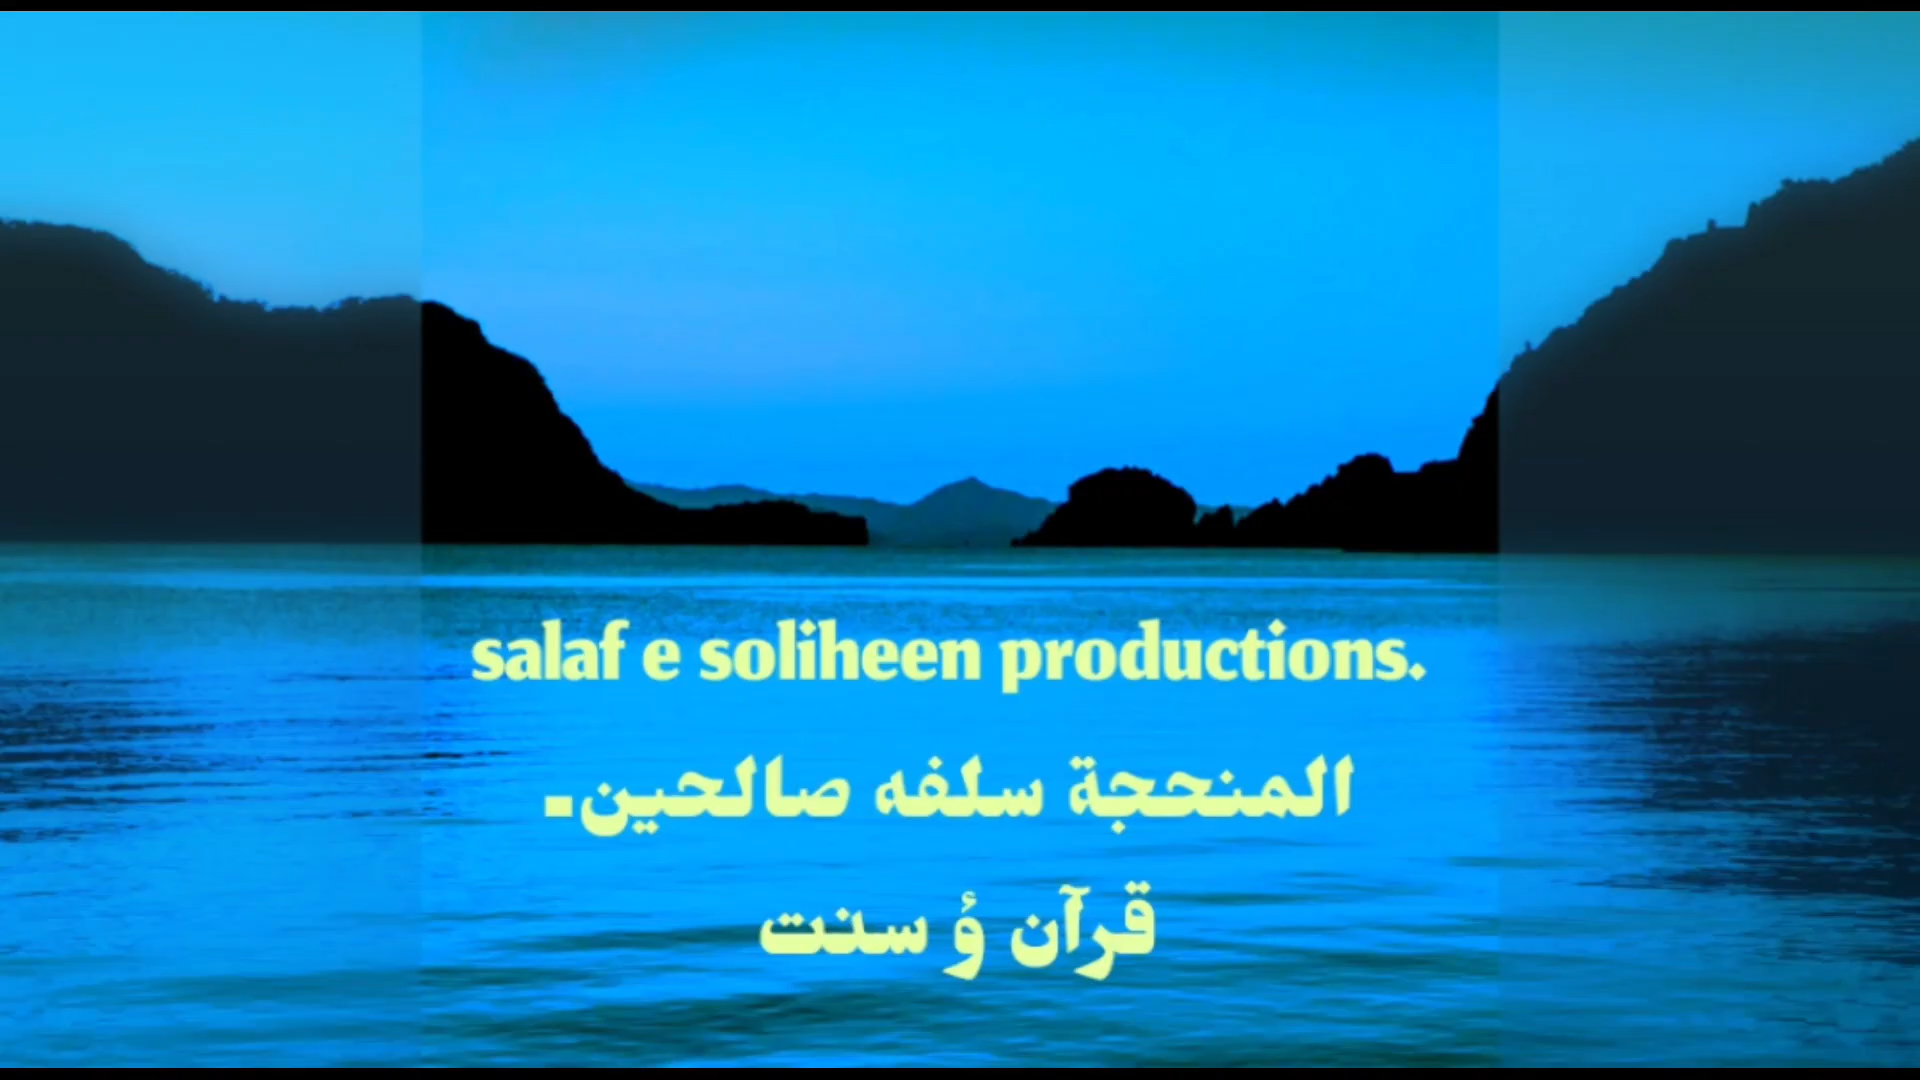 salaf e soliheen productions.
المنحجة سلفه صالحين.
قرآن ؤ سنت